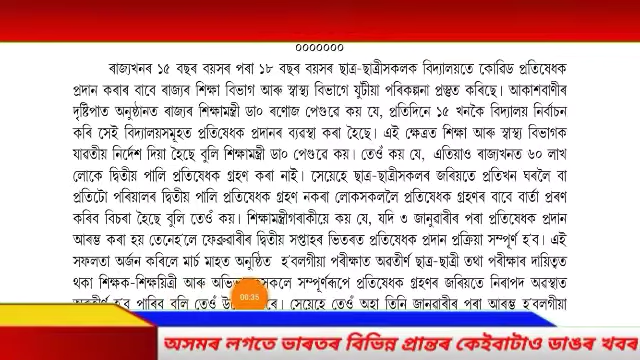 ০০০০০০০
ৰাজ্যখনৰ ১৫ বছৰ বয়সৰ পৰা ১৮ বছৰ বয়সৰ ছাত্ৰ-ছাত্ৰীসকলক বিদ্যালয়তে কোভিড প্ৰতিষেধক
প্ৰদান কৰাৰ বাবে ৰাজ্যৰ শিক্ষা বিভাগ আৰু স্বাস্থ্য বিভাগে যুটীয়া পৰিকল্পনা প্ৰস্তুত কৰিছে। আকাশবাণীৰ
দৃষ্টিপাত অনুষ্ঠানত ৰাজ্যৰ শিক্ষামন্ত্ৰী ডা০ ৰণোজ পেগুৱে কয় যে, প্ৰতিদিনে ১৫ খনকৈ বিদ্যালয় নিৰ্বাচন
কৰি সেই বিদ্যালয়সমূহত প্ৰতিষেধক প্ৰদানৰ ব্যৱস্থা কৰা হৈছে। এই ক্ষেত্ৰত শিক্ষা আৰু স্বাস্থ্য বিভাগক
যাৱতীয় নিৰ্দেশ দিয়া হৈছে বুলি শিক্ষামন্ত্ৰী ডা০ পেগুৱে কয়। তেওঁ কয় যে, এতিয়াও ৰাজ্যখনত ৬০ লাখ
লোকে দ্বিতীয় পালি প্ৰতিষেধক গ্ৰহণ কৰা নাই। সেয়েহে ছাত্ৰ-ছাত্ৰীসকলৰ জৰিয়তে প্ৰতিখন ঘৰলৈ বা
প্ৰতিটো পৰিয়ালৰ দ্বিতীয় পালি প্ৰতিষেধক গ্ৰহণ নকৰা লোকসকললৈ প্ৰতিষেধক গ্ৰহণৰ বাবে বাৰ্তা প্ৰৰণ
কৰিব বিচৰা হৈছে বুলি তেওঁ কয়। শিক্ষামন্ত্ৰীগৰাকীয়ে কয় যে, যদি ৩ জানুৱাৰীৰ পৰা প্ৰতিষেধক প্ৰদান
আৰম্ভ কৰা হয় তেনেহ'লে ফেব্ৰুৱাৰীৰ দ্বিতীয় সপ্তাহৰ ভিতৰত প্ৰতিষেধক প্ৰদান প্ৰক্ৰিয়া সম্পূৰ্ণ হ'ব। এই
সফলতা অৰ্জন কৰিলে মাৰ্চ মাহত অনুষ্ঠিত হ'বলগীয়া পৰীক্ষাত অৱতীৰ্ণ ছাত্ৰ-ছাত্ৰী তথা পৰীক্ষাৰ দায়িত্বত
থকা শিক্ষক-শিক্ষয়িত্ৰী আৰু সকলে সম্পূৰ্ণৰূপে প্ৰতিষেধক গ্ৰহণৰ জৰিয়তে নিৰাপদ অৱস্থাত
অৱতীৰ্ণ হ'ব পাৰিব বুলি তেওঁ সেয়েহে তেওঁ অহা তিনি জানুৱাৰীৰ পৰা আৰম্ভ হ'বলগীয়া
00:35
অসমৰ লগতে ভাৰতৰ বিভিন্ন প্ৰান্তৰ কেইবাটাও ডাঙৰ খবৰ